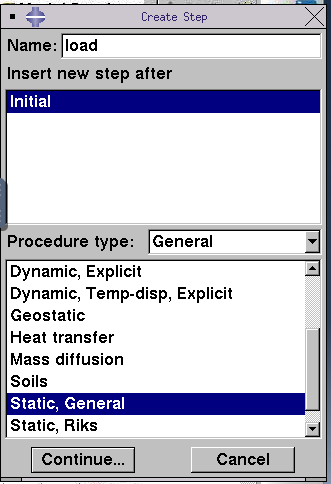 Create Step
Name: load
Insert new step after
Initial
Procedure type: General
Dynamic, Explicit
Dynamic, Temp-disp, Explicit
Geostatic
Heat transfer
Mass diffusion
Soils
Static, General
Static, Riks
Continue... Cancel